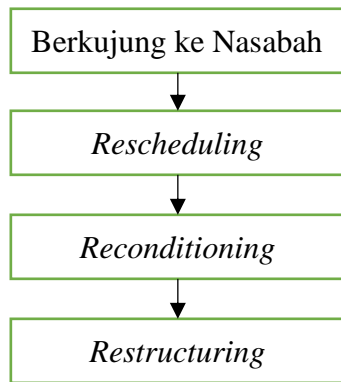 Berkujung ke Nasabah
Rescheduling
Reconditioning
Restructuring